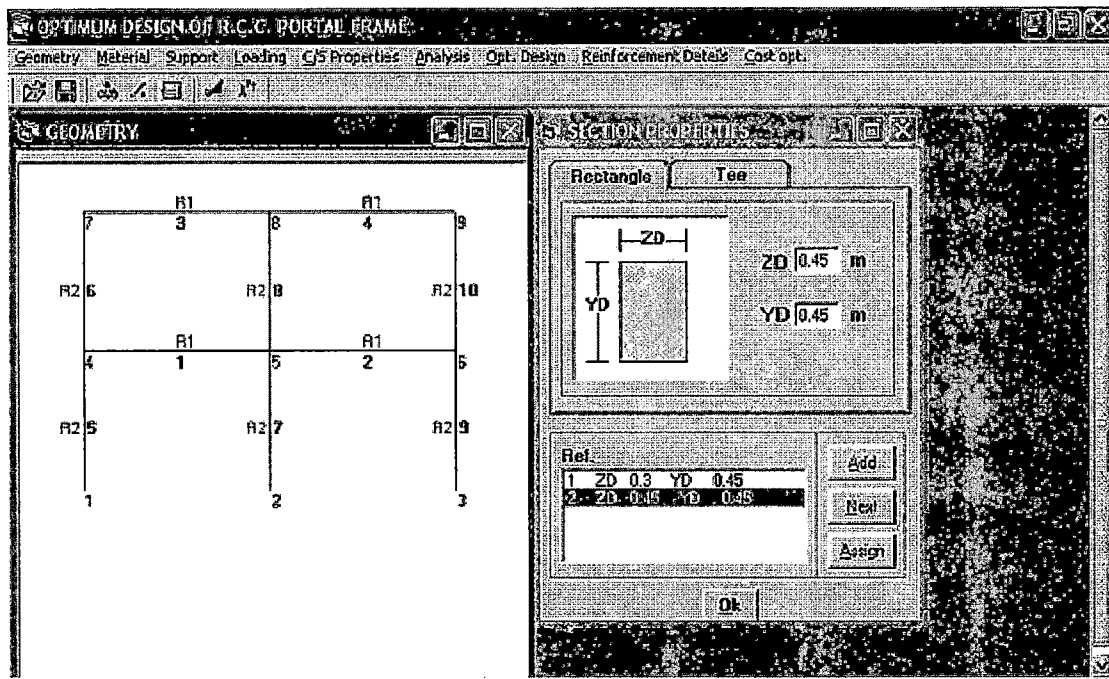 OPTIMUM DESIGN OF R.C.C. PORTAL FRAME
Geometry Material Support Loading C/S Properties Analysis Opt. Design Reinforcement Details Cost opt.
GEOMETRY
R1 R1
7 3 8 4 9
R2 6 R2 8 R2 10
R1 R1
4 1 5 2 6
R2 5 R2 7 R2 9
1 2 3
SECTION PROPERTIES
Rectangle Tee
ZD
YD
ZD 0.45 m
YD 0.45 m
Ref.
1 ZD 0.3 YD 0.45
2 ZD 0.45 YD 0.45
Add
Next
Assign
Ok